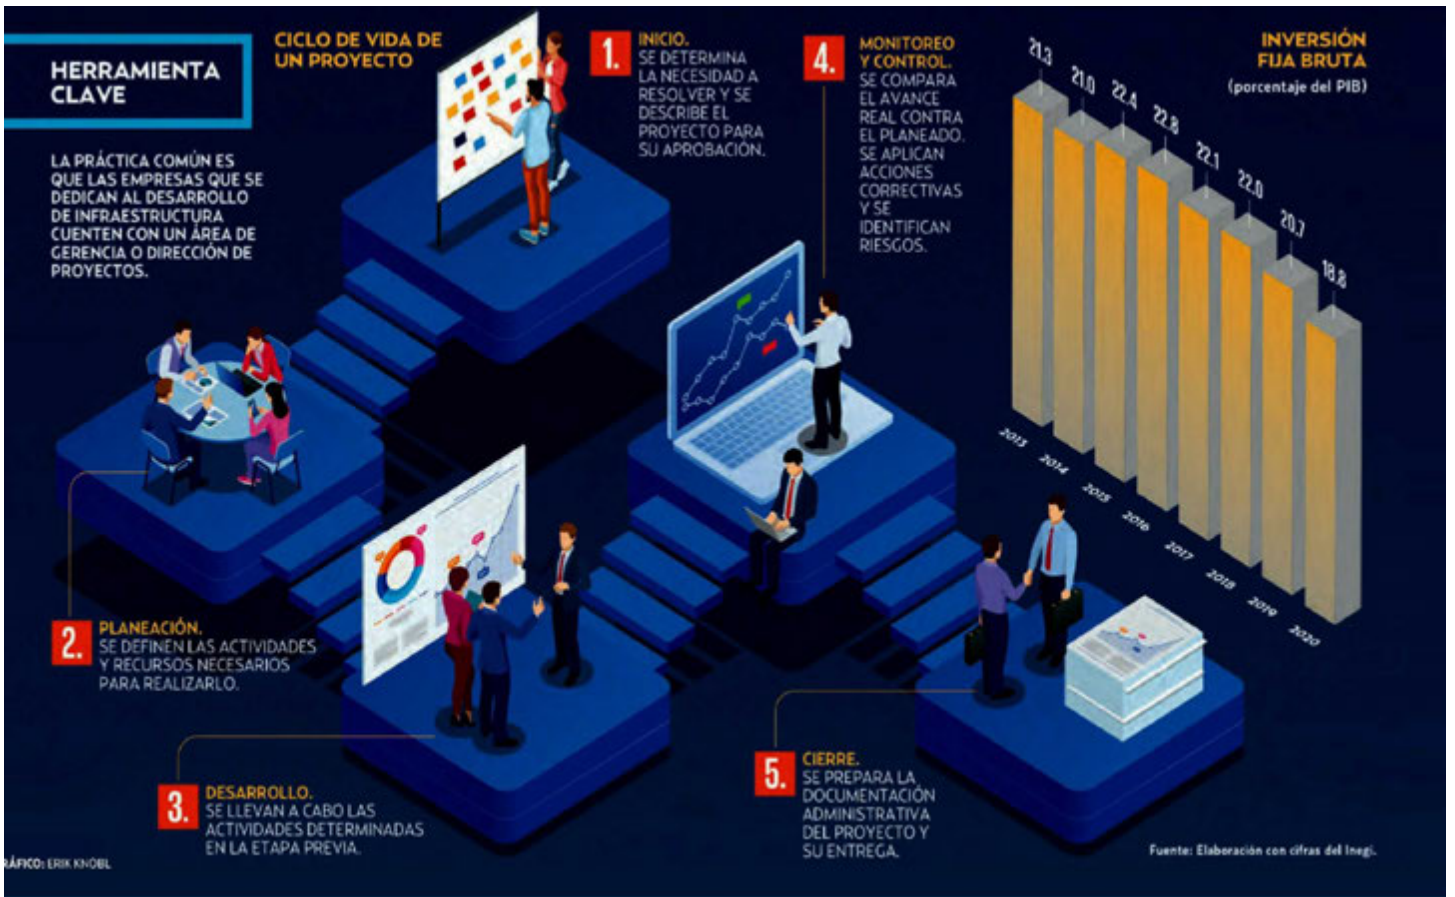 HERRAMIENTA
CLAVE
LA PRÁCTICA COMÚN ES
QUE LAS EMPRESAS QUE SE
DEDICAN AL DESARROLLO
DE INFRAESTRUCTURA
CUENTEN CON UN ÁREA DE
GERENCIA O DIRECCIÓN DE
PROYECTOS.
CICLO DE VIDA DE
UN PROYECTO
1.
INICIO.
SE DETERMINA
LA NECESIDAD A
RESOLVER Y SE
DESCRIBE EL
PROYECTO PARA
SU APROBACIÓN.
2.
PLANEACIÓN.
SE DEFINEN LAS ACTIVIDADES
Y RECURSOS NECESARIOS
PARA REALIZARLO.
3.
DESARROLLO.
SE LLEVAN A CABO LAS
ACTIVIDADES DETERMINADAS
EN LA ETAPA PREVIA.
4.
MONITOREO
Y CONTROL.
SE COMPARA
EL AVANCE
REAL CONTRA
EL PLANEADO.
SE APLICAN
ACCIONES
CORRECTIVAS
Y SE
IDENTIFICAN
RIESGOS.
5.
CIERRE.
SE PREPARA LA
DOCUMENTACIÓN
ADMINISTRATIVA
DEL PROYECTO Y
SU ENTREGA.
INVERSIÓN
FIJA BRUTA
(porcentaje del PIB)
21.3
21.0
22.4
22.8
22.1
22.0
20.7
18.8
2013
2014
2015
2016
2017
2018
2019
2020
Fuente: Elaboración con cifras del Inegi.
RÁFICO: ERIK KNOBL